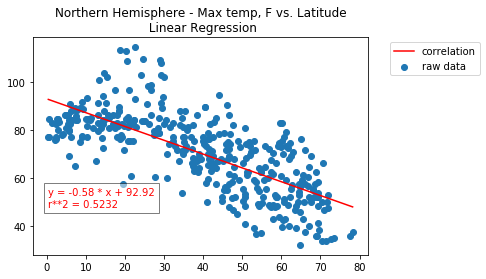 Northern Hemisphere - Max temp, F vs. Latitude
Linear Regression
correlation
raw data
100
80
60
40
y = -0.58 * x + 92.92
r**2 = 0.5232
0 10 20 30 40 50 60 70 80